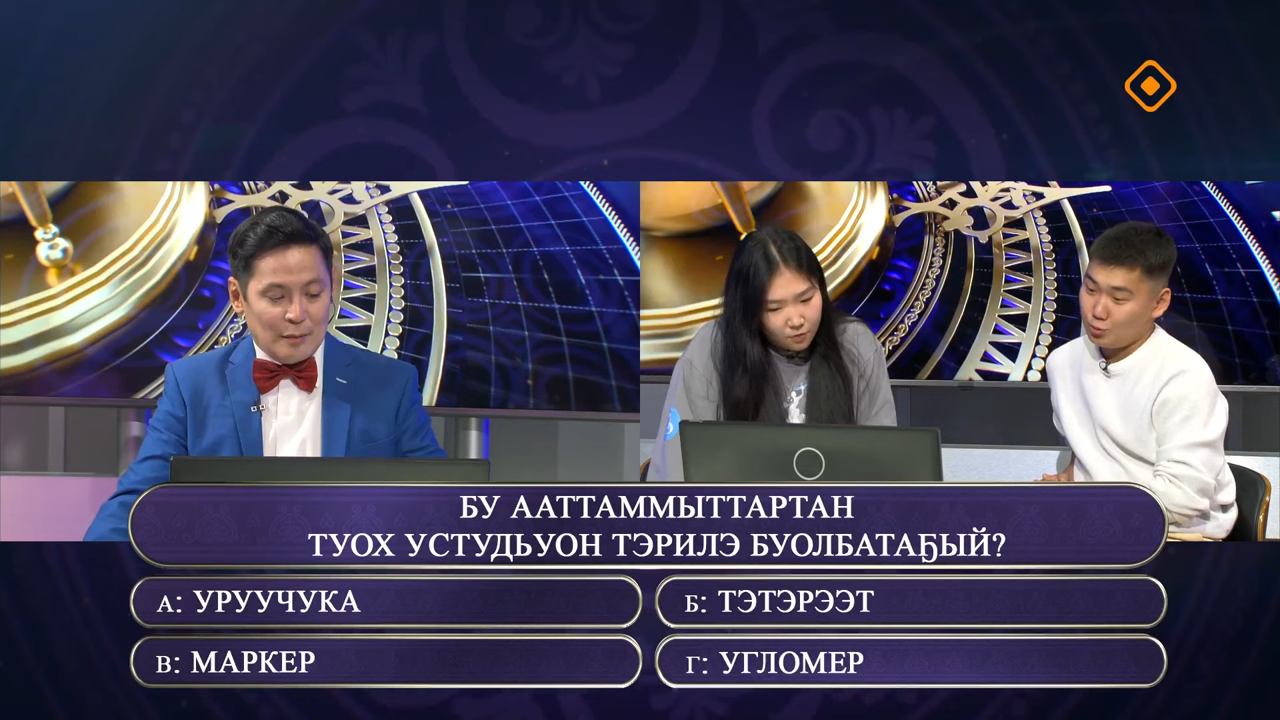 БУ ААТТАММЫТТАРТАН
ТУОХ УСТУДЬУОН ТЭРИЛЭ БУОЛБАТАҔЫЙ?
А: УРУУЧУКА
Б: ТЭТЭРЭЭТ
В: МАРКЕР
Г: УГЛОМЕР